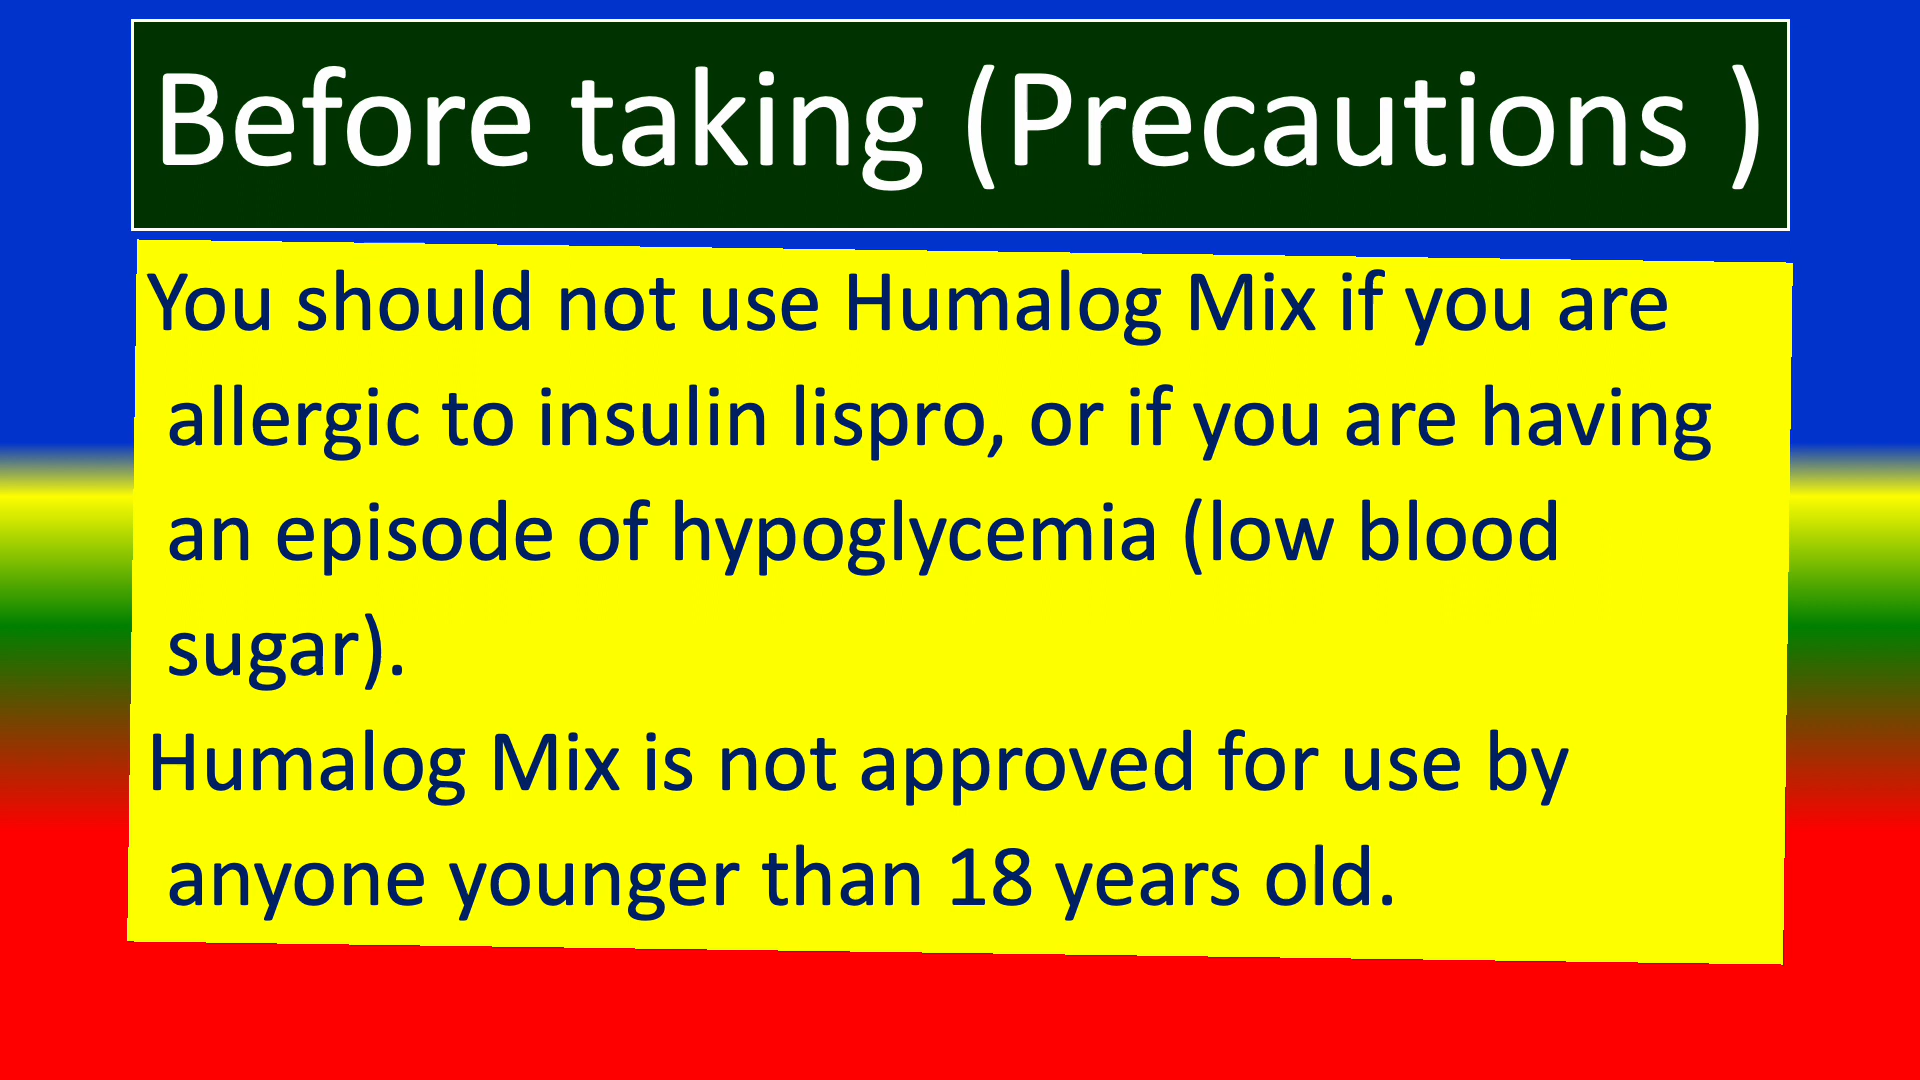 Before taking (Precautions )
You should not use Humalog Mix if you are
allergic to insulin lispro, or if you are having
an episode of hypoglycemia (low blood
sugar).
Humalog Mix is not approved for use by
anyone younger than 18 years old.